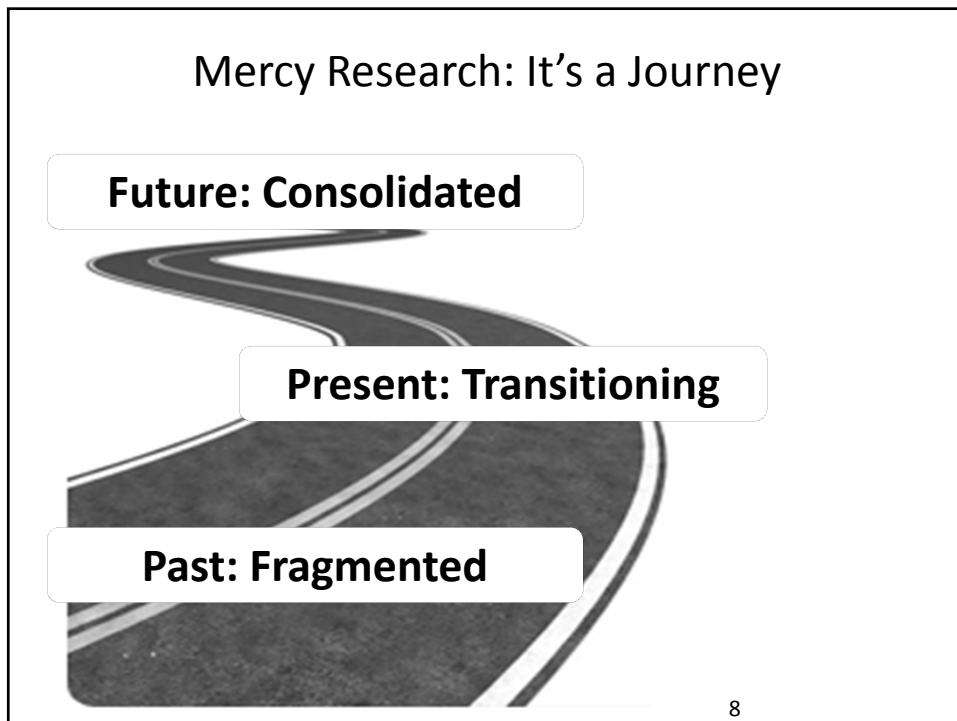 Mercy Research: It’s a Journey
Future: Consolidated
Present: Transitioning
Past: Fragmented
8